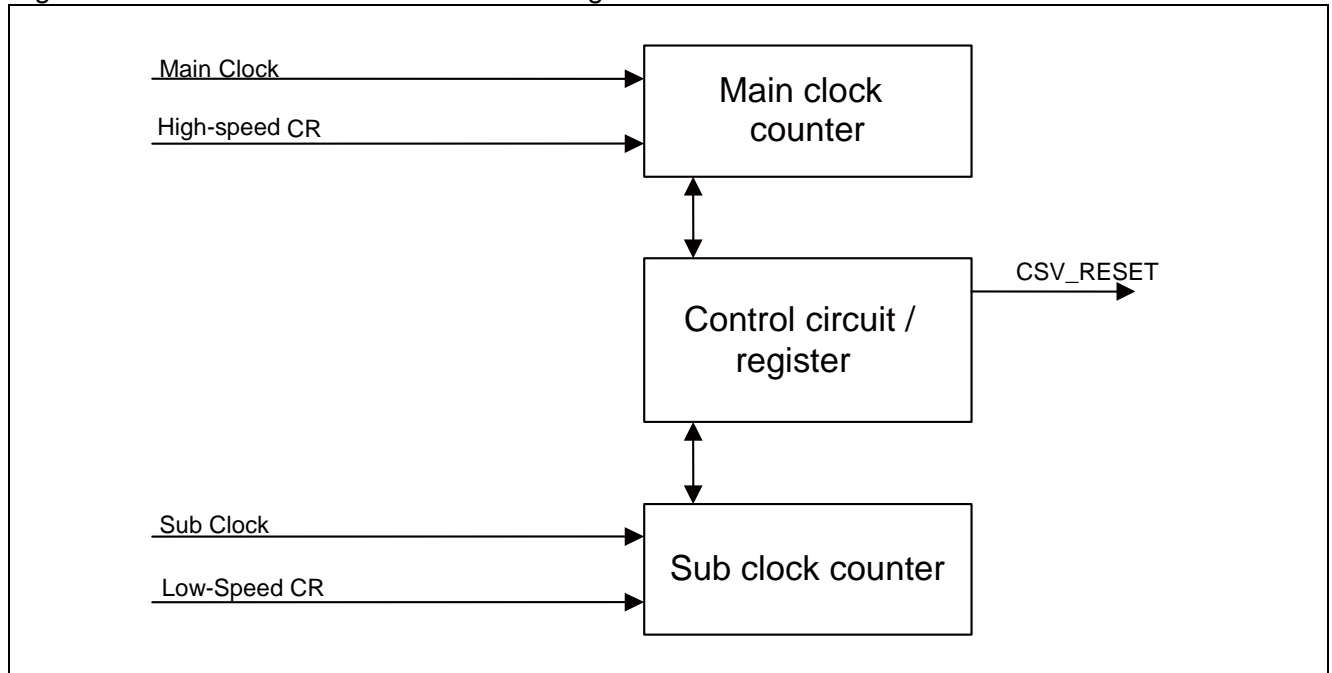 Main Clock
High-speed CR
Main clock
counter
CSV_RESET
Control circuit /
register
Sub Clock
Low-Speed CR
Sub clock counter